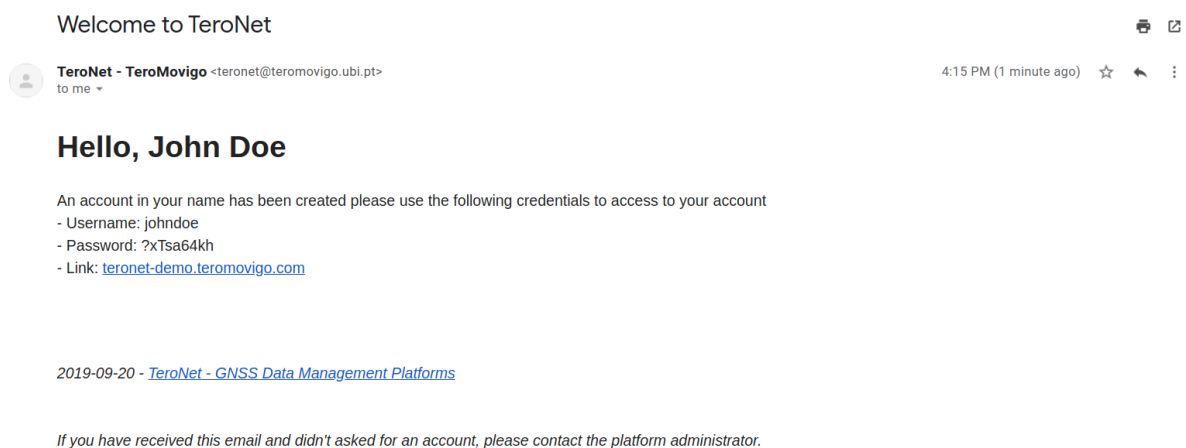 Welcome to TeroNet
TeroNet - TeroMovigo <teronet@teromovigo.ubi.pt>
4:15 PM (1 minute ago)
to me
Hello, John Doe
An account in your name has been created please use the following credentials to access to your account
- Username: johndoe
- Password: ?xTsa64kh
- Link: teronet-demo.teromovigo.com
2019-09-20 - TeroNet - GNSS Data Management Platforms
If you have received this email and didn't asked for an account, please contact the platform administrator.